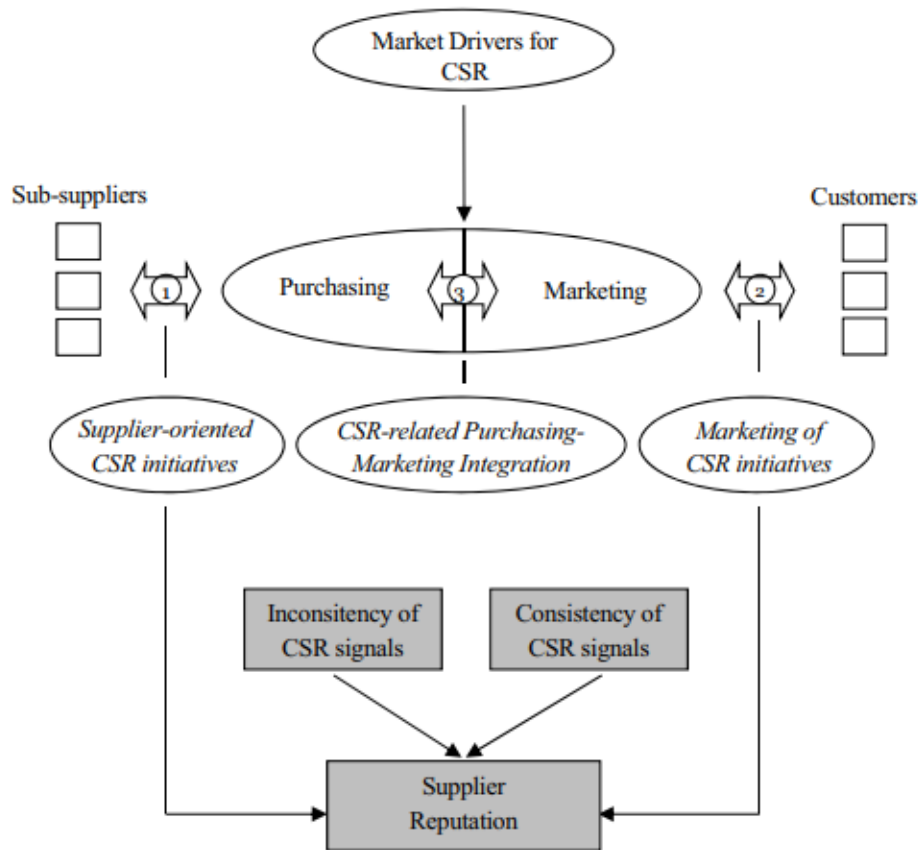 Market Drivers for
CSR
Sub-suppliers
Customers
Purchasing
Marketing
1
3
2
Supplier-oriented
CSR initiatives
CSR-related Purchasing-
Marketing Integration
Marketing of
CSR initiatives
Inconsitency of
CSR signals
Consistency of
CSR signals
Supplier
Reputation